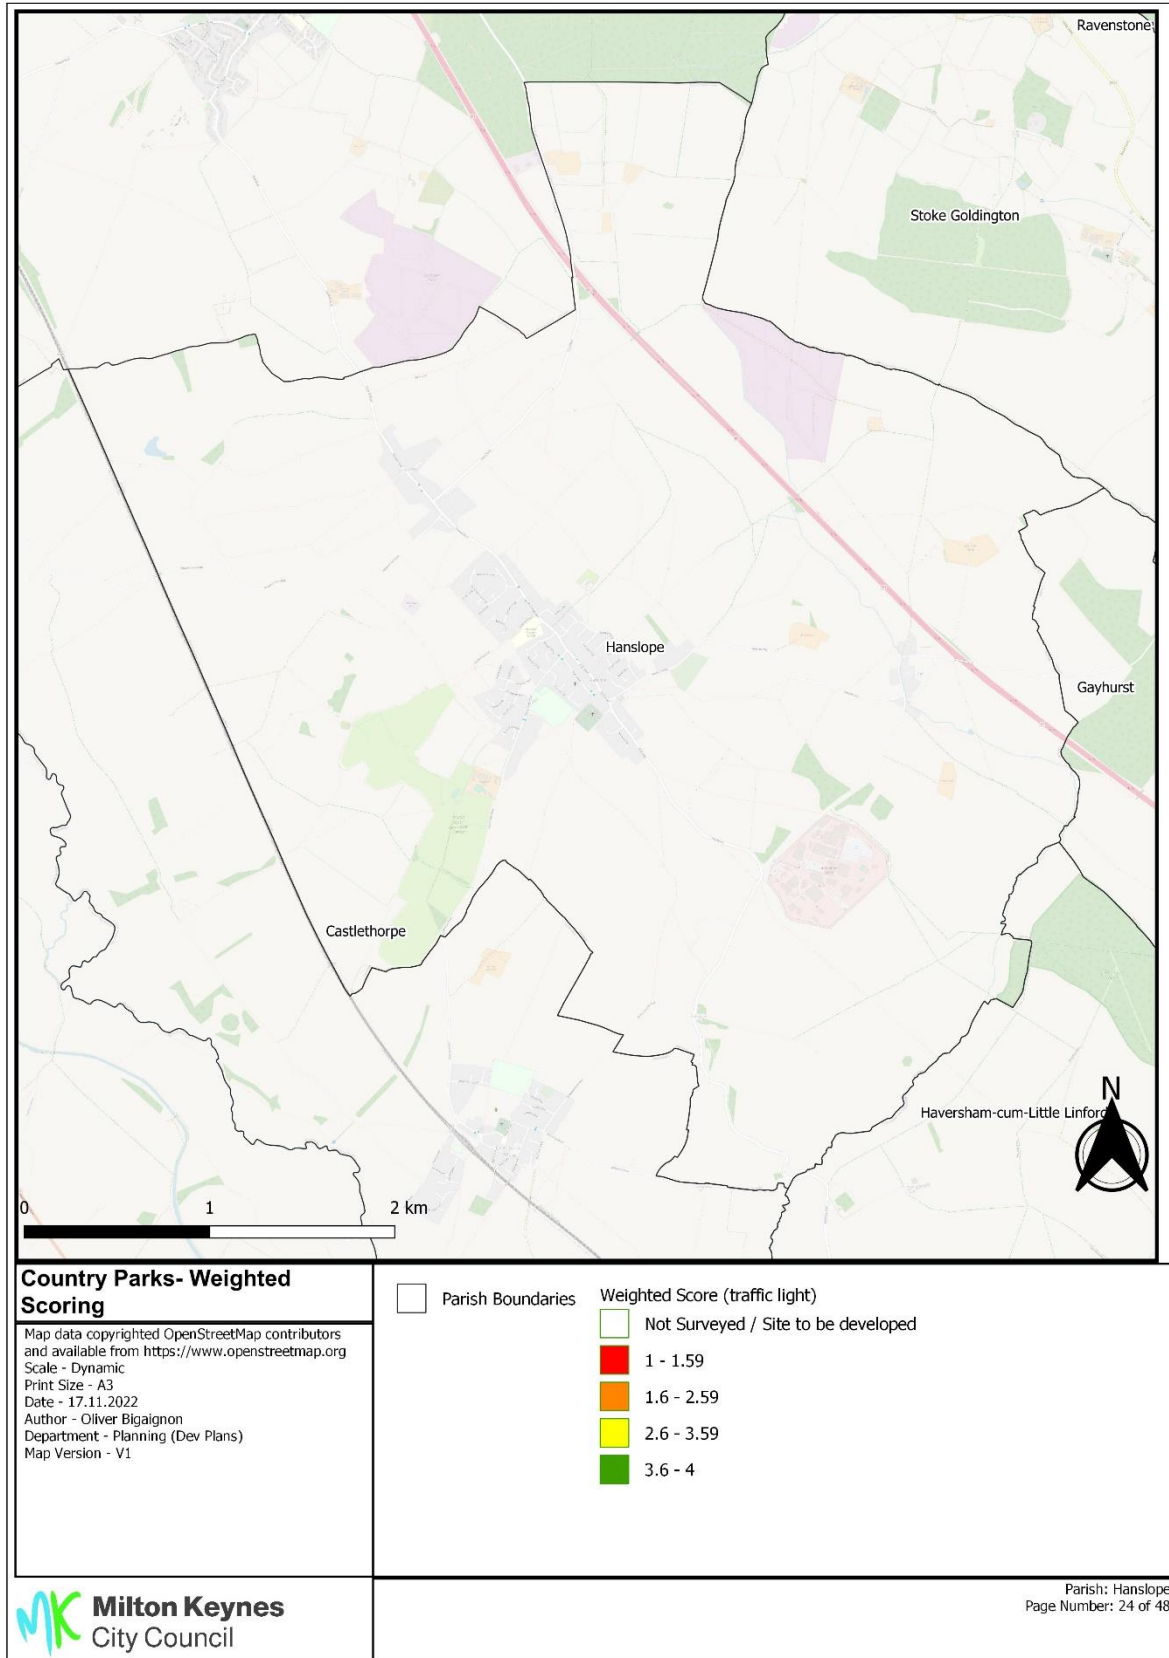 Ravenstone
Stoke Goldington
Hanslope
Gayhurst
Castlethorpe
Haversham-cum-Little Linford
N
0 1 2 km
Country Parks- Weighted
Scoring
Map data copyrighted OpenStreetMap contributors
and available from https://www.openstreetmap.org
Scale - Dynamic
Print Size - A3
Date - 17.11.2022
Author - Oliver Bigaignon
Department - Planning (Dev Plans)
Map Version - V1
Parish Boundaries
Weighted Score (traffic light)
Not Surveyed / Site to be developed
1 - 1.59
1.6 - 2.59
2.6 - 3.59
3.6 - 4
MK Milton Keynes
City Council
Parish: Hanslope
Page Number: 24 of 48